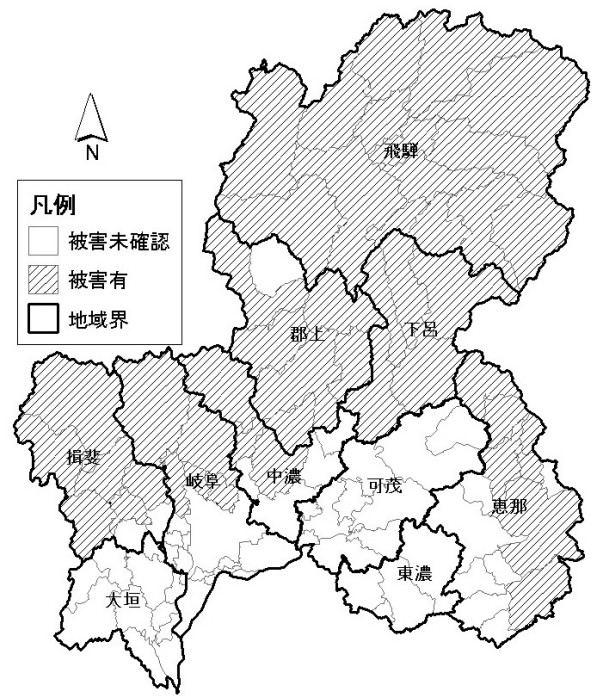 飛騨
N
凡例
被害未確認
被害有
地域界
郡上
下呂
揖斐
岐阜
中濃
可茂
恵那
東濃
大垣